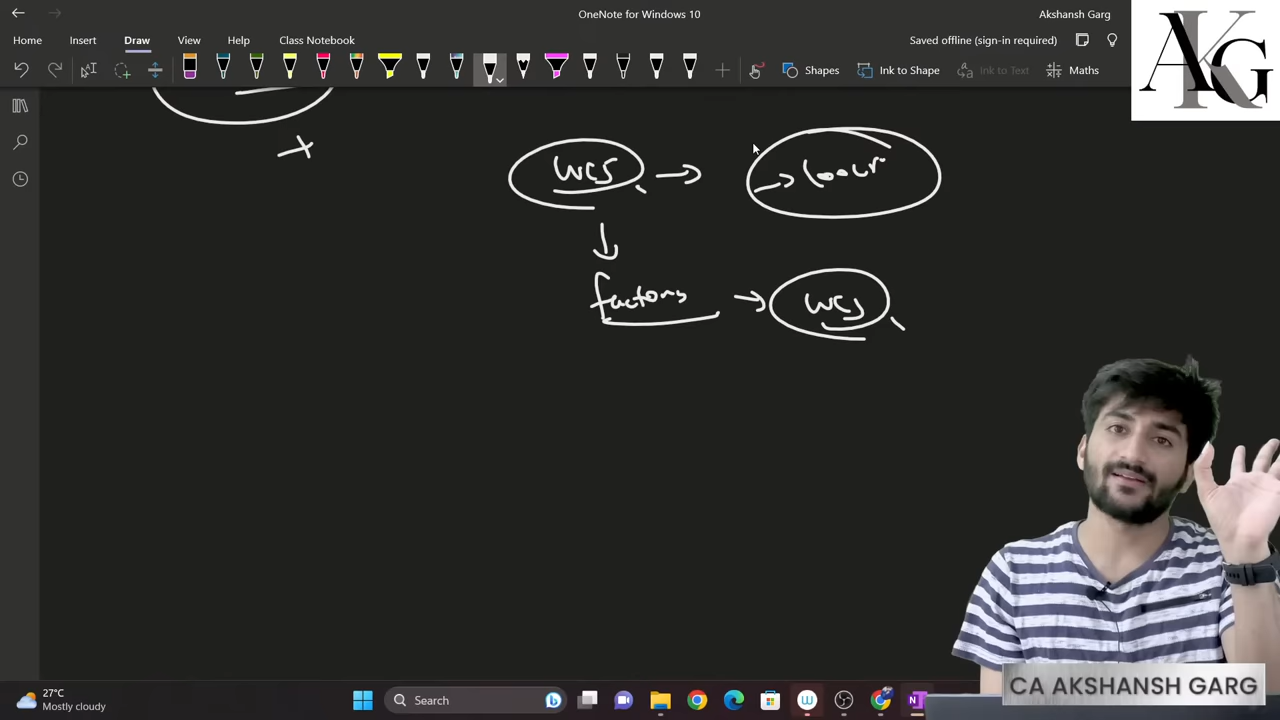 OneNote for Windows 10
Akshansh Garg
Home Insert Draw View Help Class Notebook
Saved offline (sign-in required)
Shapes Ink to Shape Ink to Text Maths
AKG
WCS → →
↓
factors → WCS
CA AKSHANSH GARG
27°C
Mostly cloudy
Search